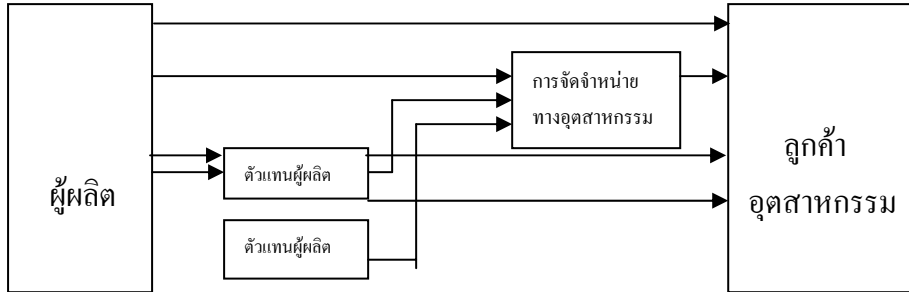 ผู้ผลิต
การจัดจำหน่าย
ทางอุตสาหกรรม
ตัวแทนผู้ผลิต
ตัวแทนผู้ผลิต
ลูกค้า
อุตสาหกรรม